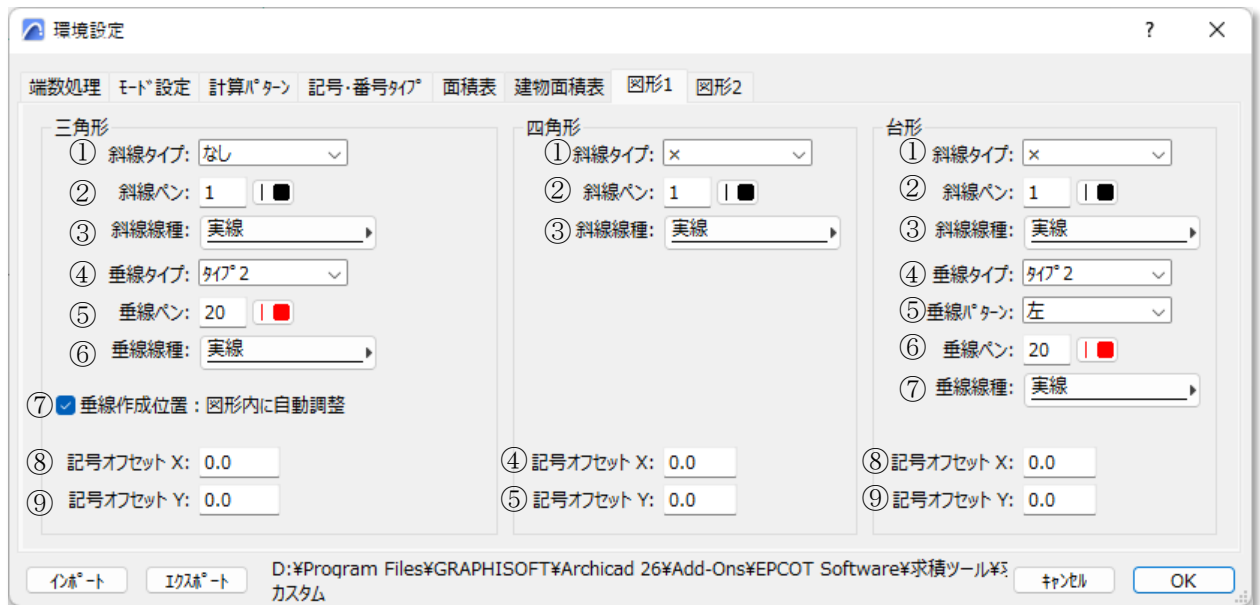 環境設定
? ×
端数処理 ﾓｰﾄﾞ設定 計算ﾊﾟﾀｰﾝ 記号･番号ﾀｲﾌﾟ 面積表 建物面積表 図形1 図形2
三角形
① 斜線ﾀｲﾌﾟ: なし
② 斜線ﾍﾟﾝ: 1
③ 斜線線種: 実線
④ 垂線ﾀｲﾌﾟ: ﾀｲﾌﾟ2
⑤ 垂線ﾍﾟﾝ: 20
⑥ 垂線線種: 実線
⑦ 垂線作成位置：図形内に自動調整
⑧ 記号ｵﾌｾｯﾄ X: 0.0
⑨ 記号ｵﾌｾｯﾄ Y: 0.0
四角形
① 斜線ﾀｲﾌﾟ: ×
② 斜線ﾍﾟﾝ: 1
③ 斜線線種: 実線
④ 記号ｵﾌｾｯﾄ X: 0.0
⑤ 記号ｵﾌｾｯﾄ Y: 0.0
台形
① 斜線ﾀｲﾌﾟ: ×
② 斜線ﾍﾟﾝ: 1
③ 斜線線種: 実線
④ 垂線ﾀｲﾌﾟ: ﾀｲﾌﾟ2
⑤ 垂線ﾊﾟﾀｰﾝ: 左
⑥ 垂線ﾍﾟﾝ: 20
⑦ 垂線線種: 実線
⑧ 記号ｵﾌｾｯﾄ X: 0.0
⑨ 記号ｵﾌｾｯﾄ Y: 0.0
ｲﾝﾎﾟｰﾄ ｴｸｽﾎﾟｰﾄ
D:¥Program Files¥GRAPHISOFT¥Archicad 26¥Add-Ons¥EPCOT Software¥求積ツール¥
カスタム
ｷｬﾝｾﾙ OK